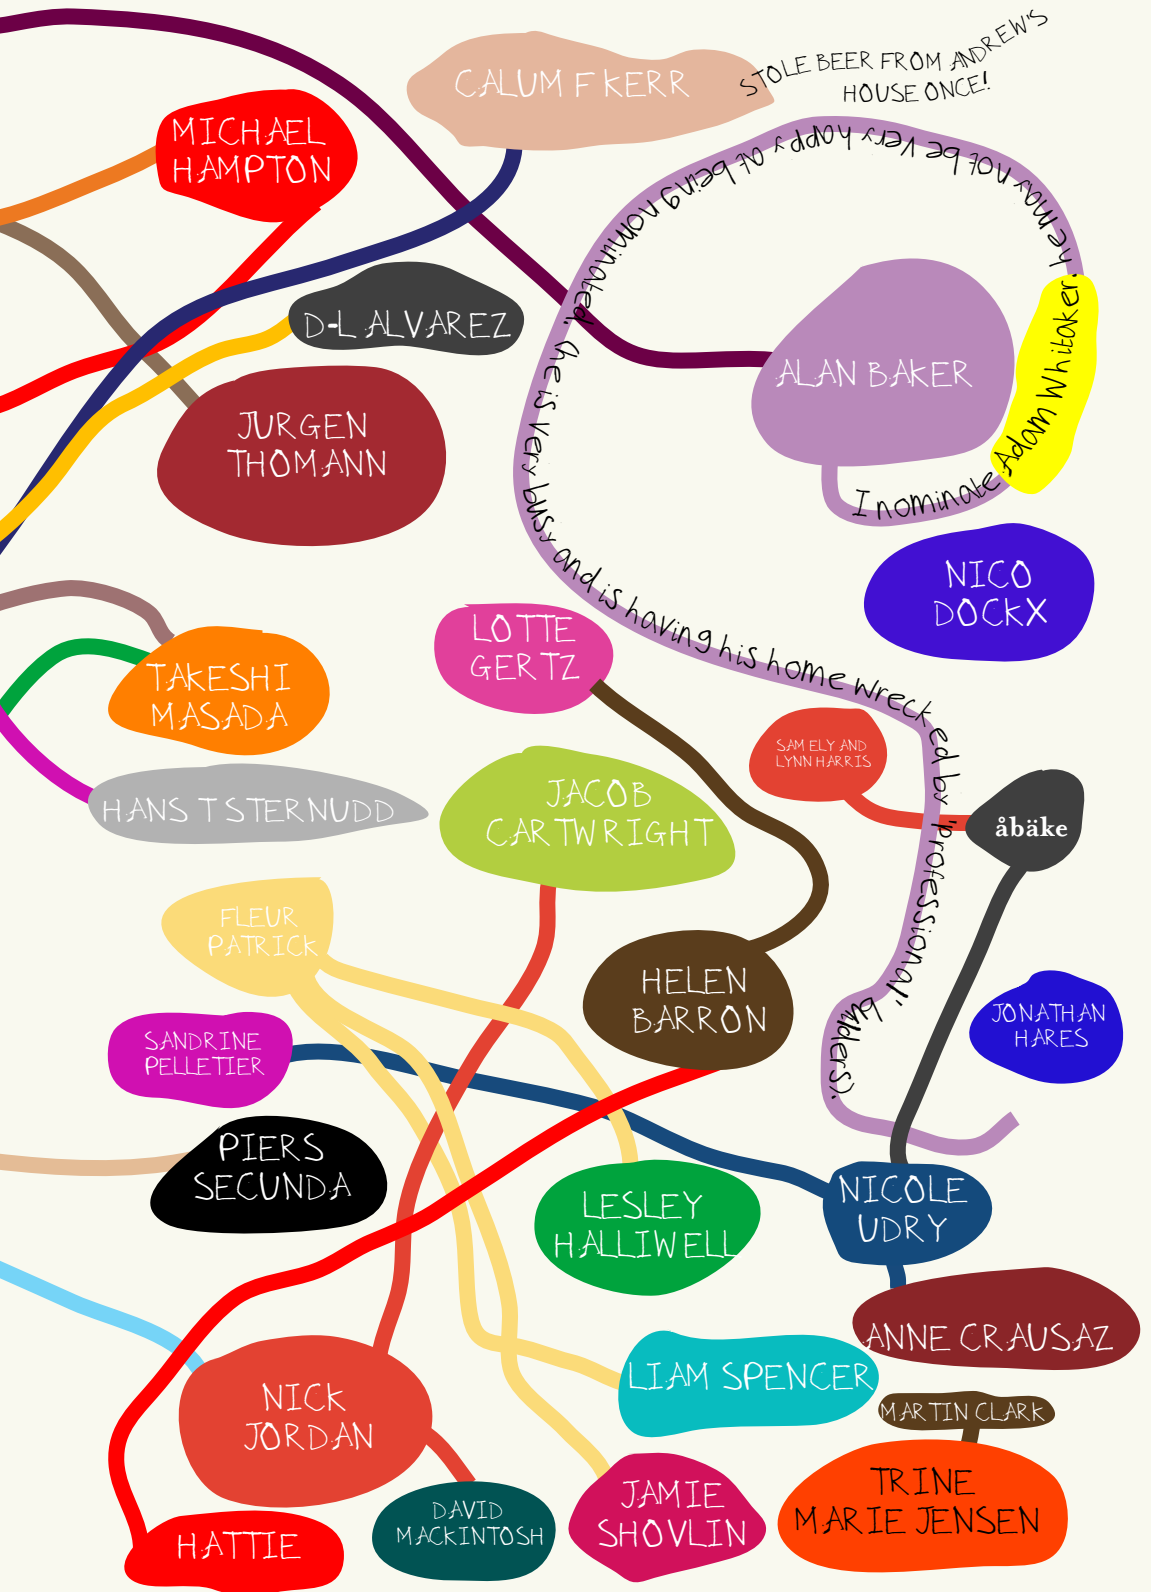 CALUM F KERR
STOLE BEER FROM ANDREW'S
HOUSE ONCE!
MICHAEL
HAMPTON
D-L ALVAREZ
ALAN BAKER
I nominate Adam Whitaker. he may not be very happy at being nominated. (he is very busy and is having his home wrecked by 'professional' builders).
JURGEN
THOMANN
NICO
DOCKX
LOTTE
GERTZ
TAKESHI
MASADA
SAM ELY AND
LYNN HARRIS
HANS T STERNUDD
JACOB
CARTWRIGHT
åbäke
FLEUR
PATRICK
HELEN
BARRON
JONATHAN
HARES
SANDRINE
PELLETIER
PIERS
SECUNDA
LESLEY
HALLIWELL
NICOLE
UDRY
ANNE CRAUSAZ
LIAM SPENCER
NICK
JORDAN
MARTIN CLARK
TRINE
MARIE JENSEN
JAMIE
SHOVLIN
DAVID
MACKINTOSH
HATTIE